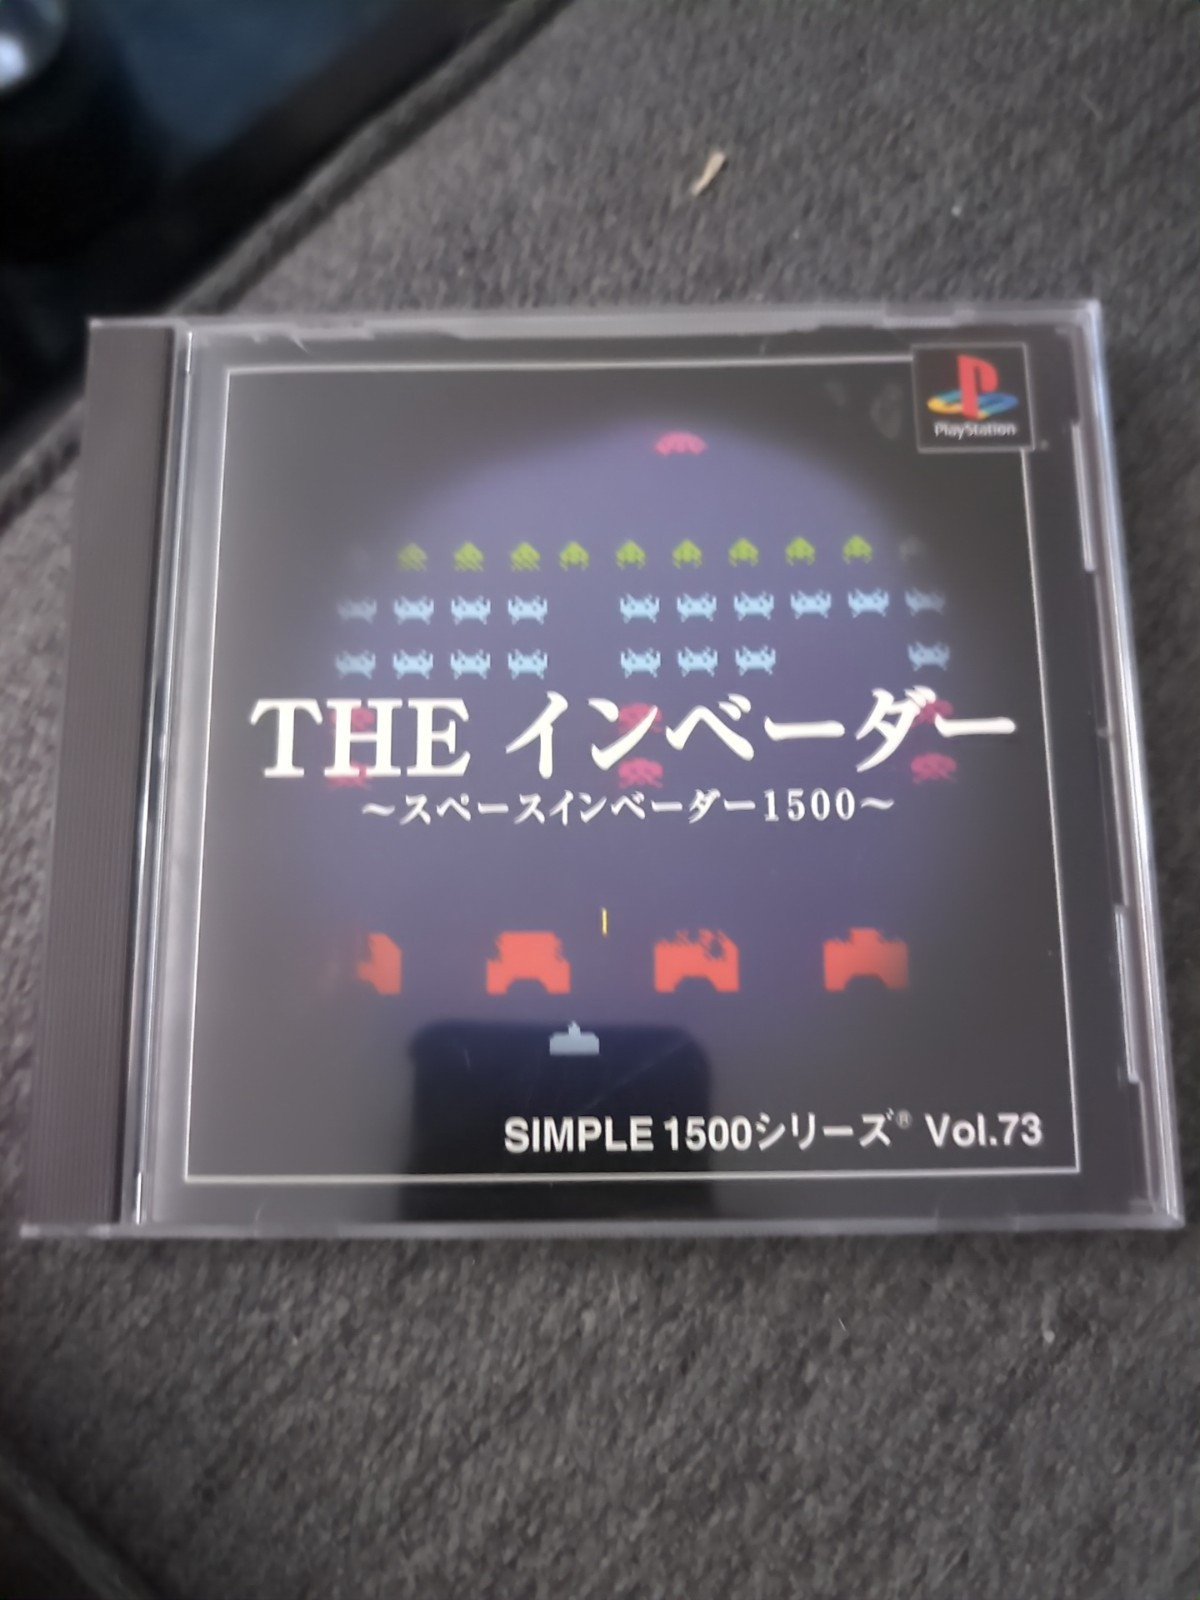 PlayStation
THE インベーダー
～スペースインベーダー1500～
SIMPLE 1500シリーズ® Vol.73